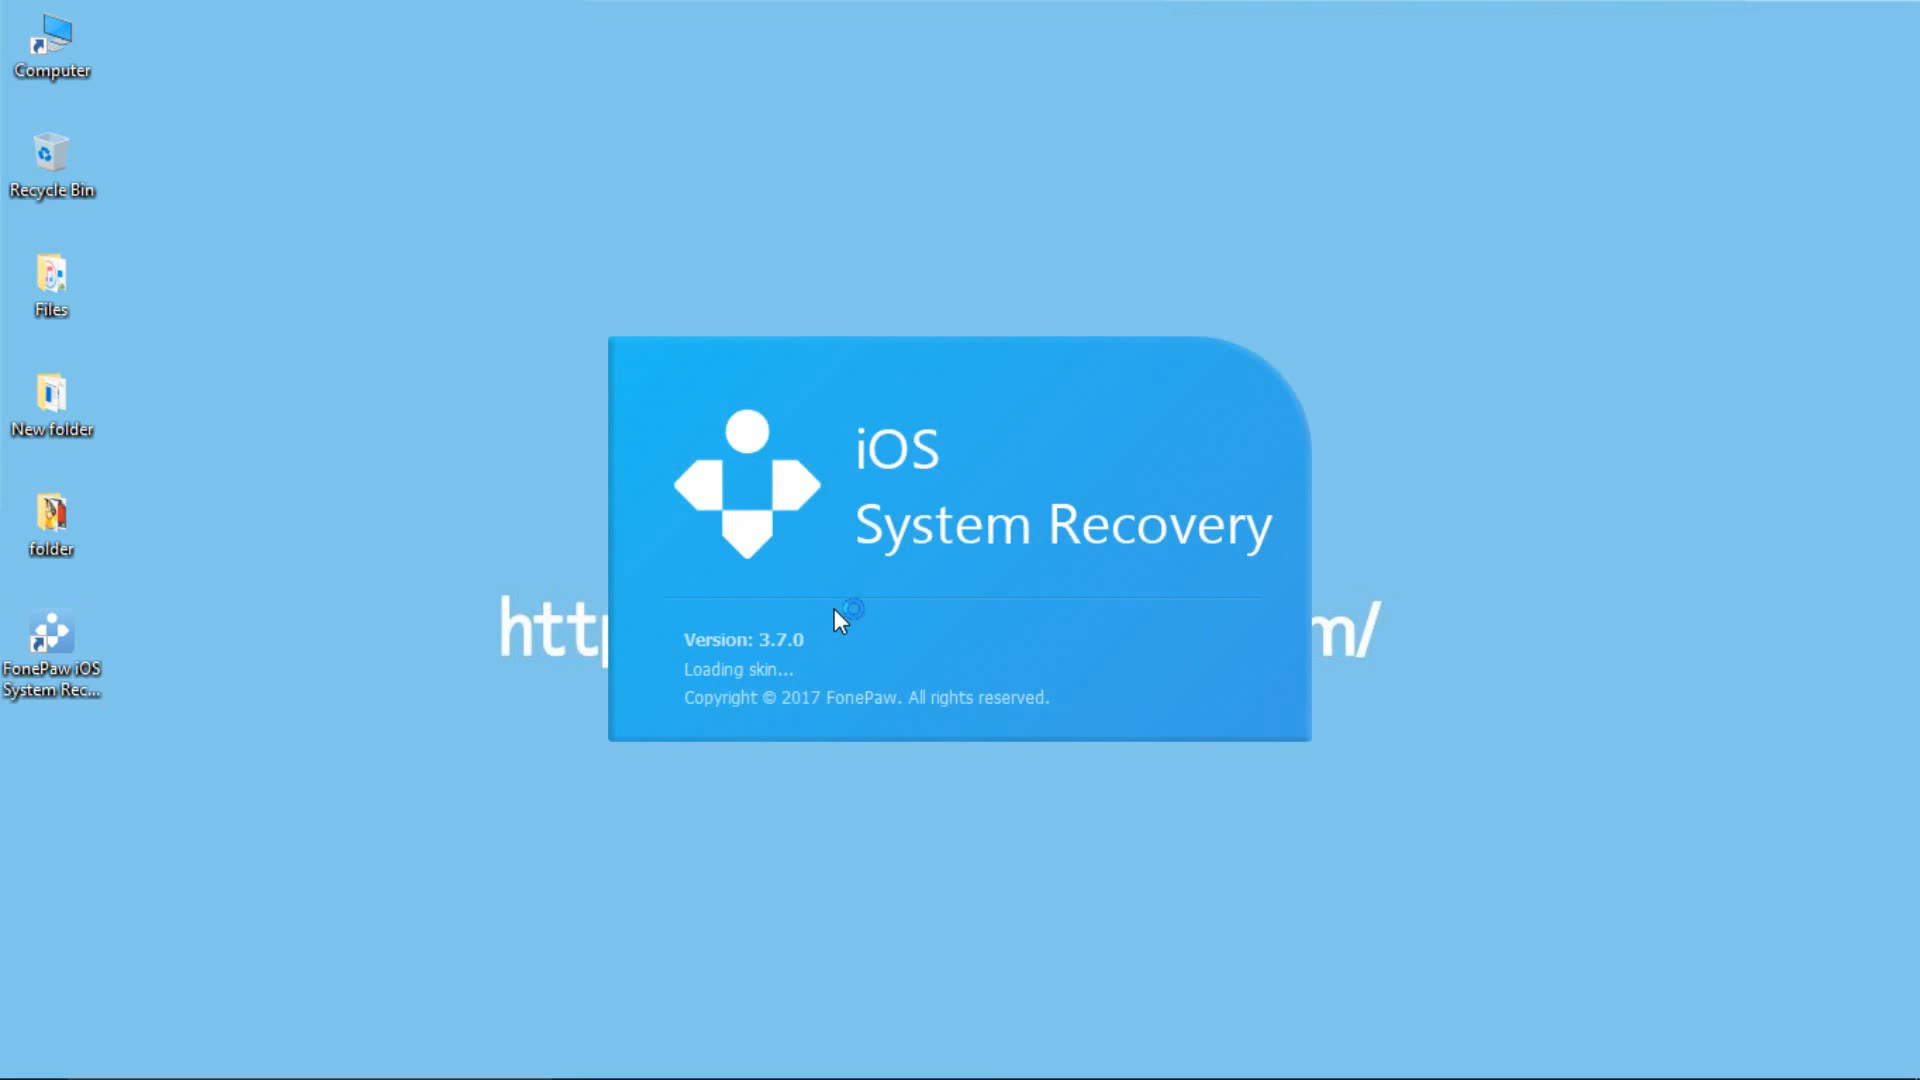 Computer
Recycle Bin
Files
New folder
folder
FonePaw iOS
System Rec...
iOS
System Recovery
http
m/
Version: 3.7.0
Loading skin...
Copyright © 2017 FonePaw. All rights reserved.